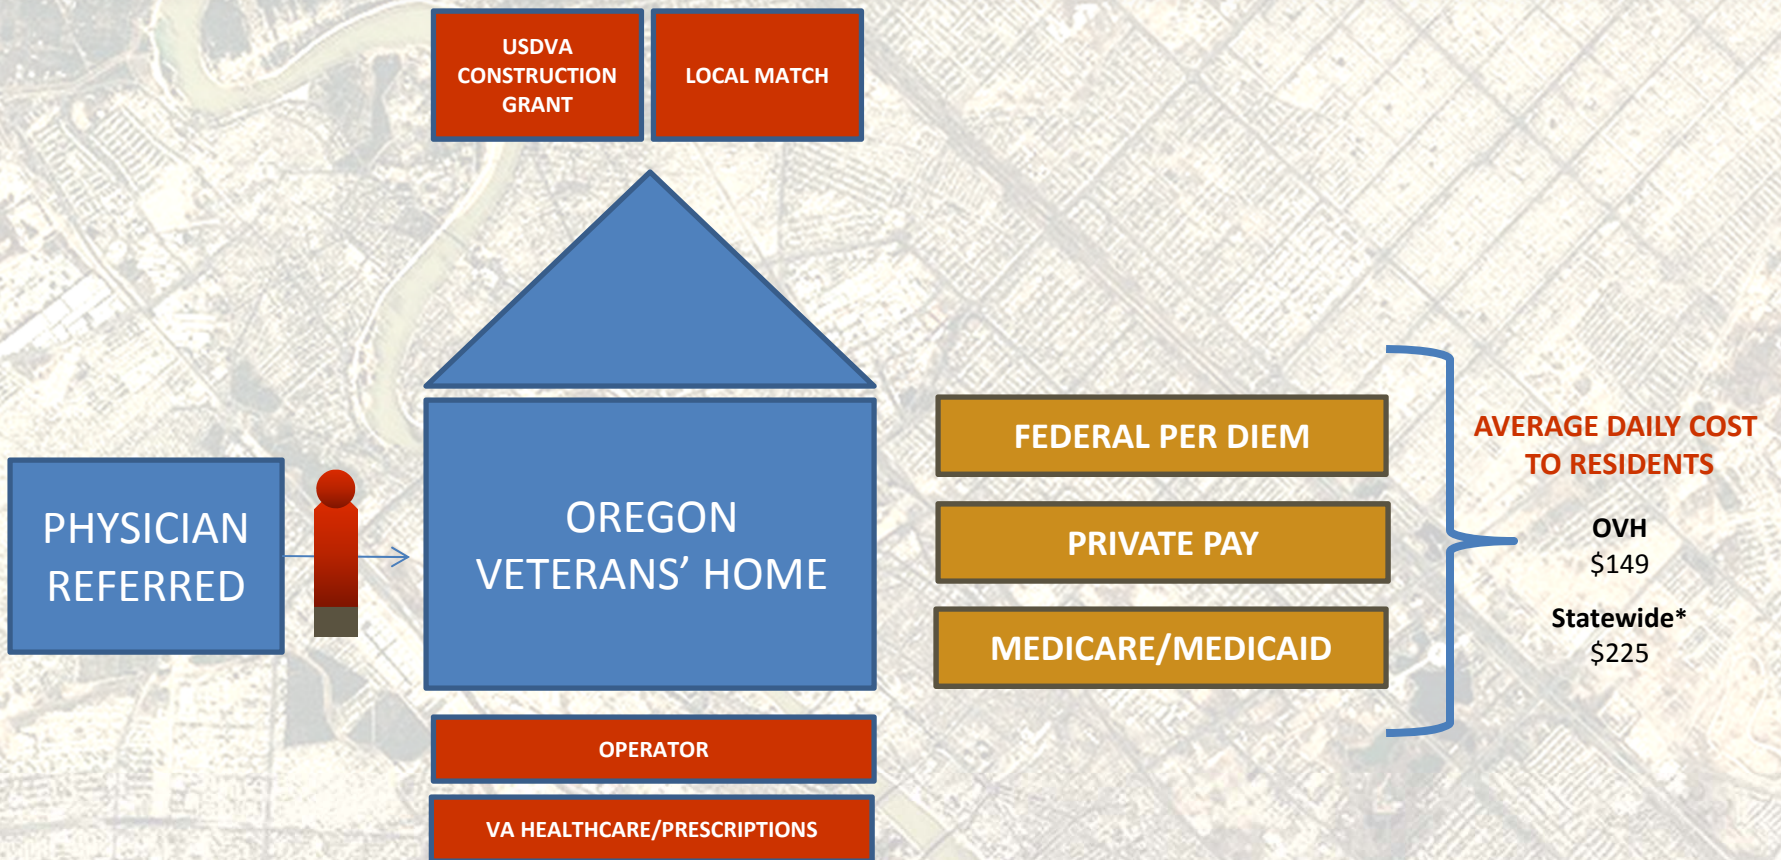 USDVA
CONSTRUCTION
GRANT
LOCAL MATCH
PHYSICIAN
REFERRED
OREGON
VETERANS’ HOME
FEDERAL PER DIEM
PRIVATE PAY
MEDICARE/MEDICAID
AVERAGE DAILY COST
TO RESIDENTS
OVH
$149
Statewide*
$225
OPERATOR
VA HEALTHCARE/PRESCRIPTIONS